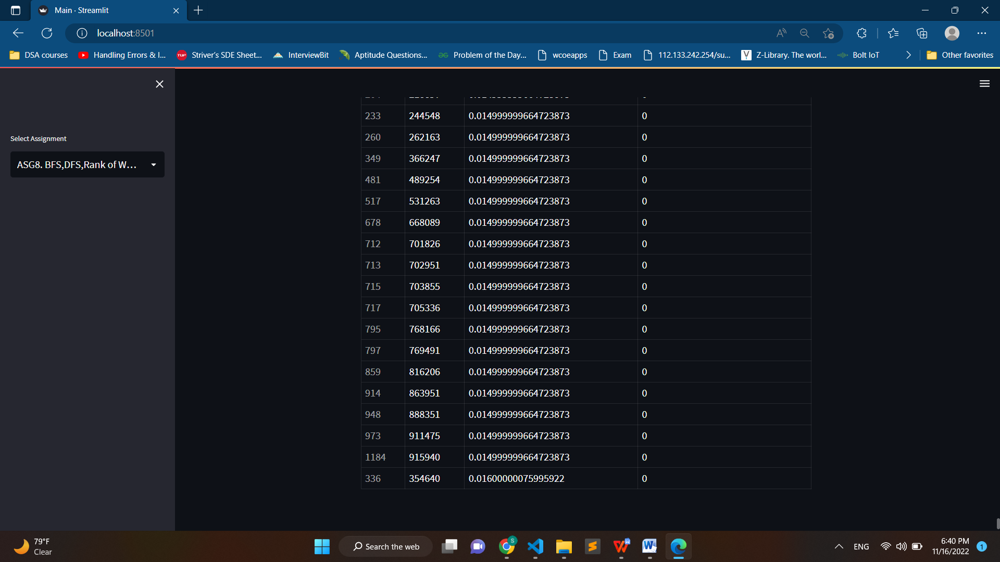 Main · Streamlit
localhost:8501
DSA courses
Handling Errors & I...
Striver's SDE Sheet...
InterviewBit
Aptitude Questions...
Problem of the Day...
wcoeapps
Exam
112.133.242.254/su...
Z-Library. The worl...
Bolt IoT
Other favorites
Select Assignment
ASG8. BFS,DFS,Rank of W...
233 244548 0.014999999664723873 0
260 262163 0.014999999664723873 0
349 366247 0.014999999664723873 0
481 489254 0.014999999664723873 0
517 531263 0.014999999664723873 0
678 668089 0.014999999664723873 0
712 701826 0.014999999664723873 0
713 702951 0.014999999664723873 0
715 703855 0.014999999664723873 0
717 705336 0.014999999664723873 0
795 768166 0.014999999664723873 0
797 769491 0.014999999664723873 0
859 816206 0.014999999664723873 0
914 863951 0.014999999664723873 0
948 888351 0.014999999664723873 0
973 911475 0.014999999664723873 0
1184 915940 0.014999999664723873 0
336 354640 0.01600000075995922 0
79°F
Clear
Search the web
ENG
6:40 PM
11/16/2022
1